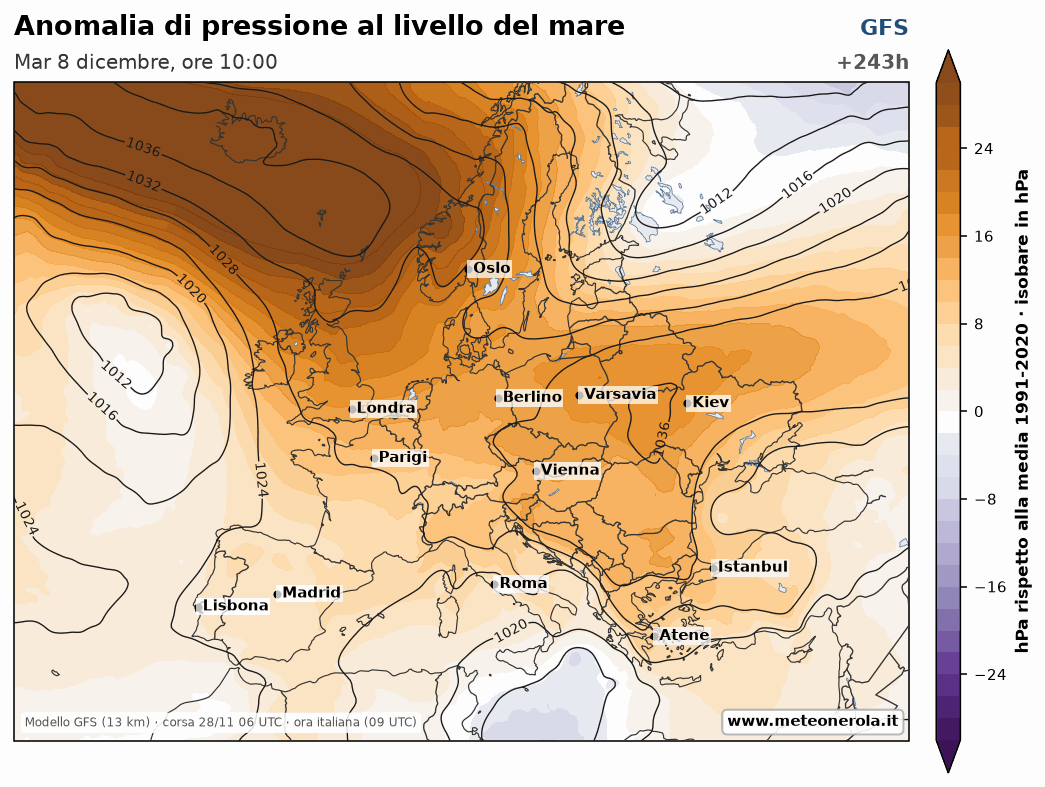 Anomalia di pressione al livello del mare
GFS
Mar 8 dicembre, ore 10:00
+243h
1036
1032
1028
1020
1012
1016
1020
1012
1016
1024
1024
1036
1020
Oslo
Londra
Berlino
Varsavia
Kiev
Parigi
Vienna
Istanbul
Roma
Madrid
Lisbona
Atene
Modello GFS (13 km) · corsa 28/11 06 UTC · ora italiana (09 UTC)
www.meteonerola.it
24
16
8
0
−8
−16
−24
hPa rispetto alla media 1991-2020 · isobare in hPa